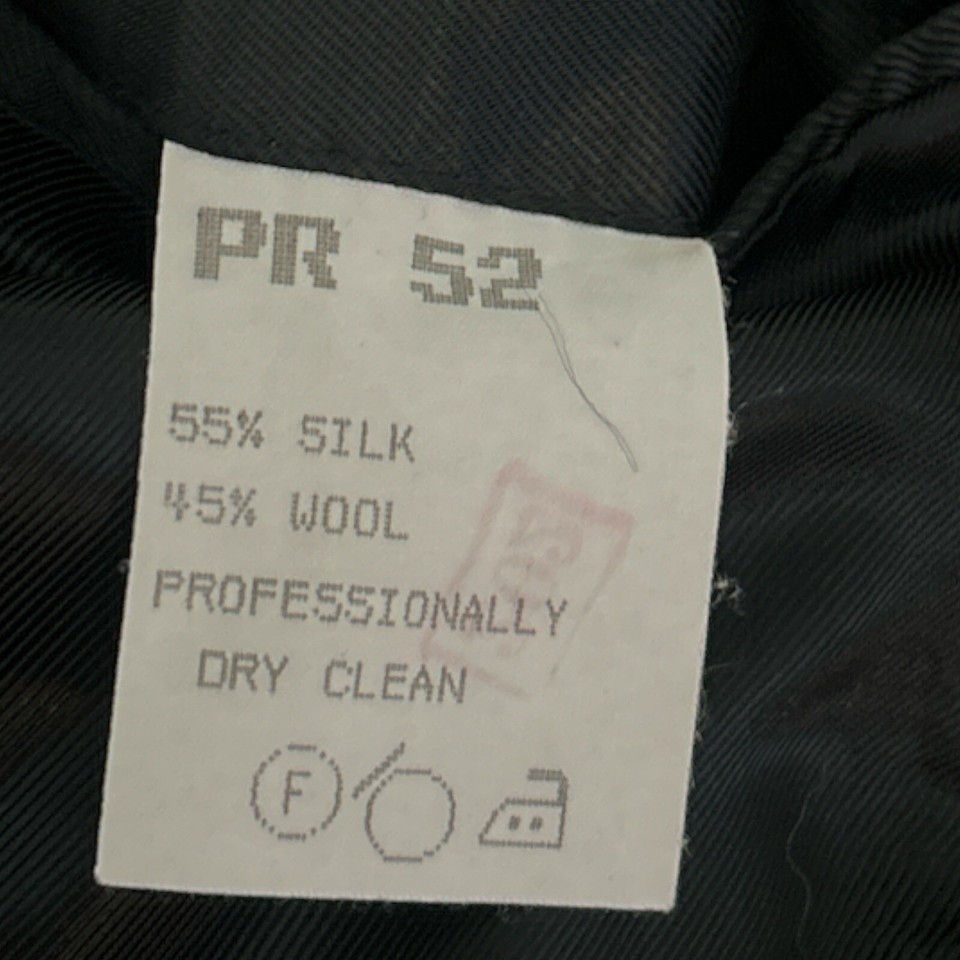 PR 52
55% SILK
45% WOOL
PROFESSIONALLY
DRY CLEAN
F